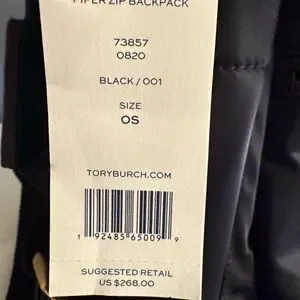 PIPER ZIP BACKPACK
73857
0820
BLACK / 001
SIZE
OS
TORYBURCH.COM
1 92485 65009 9
SUGGESTED RETAIL
US $268.00